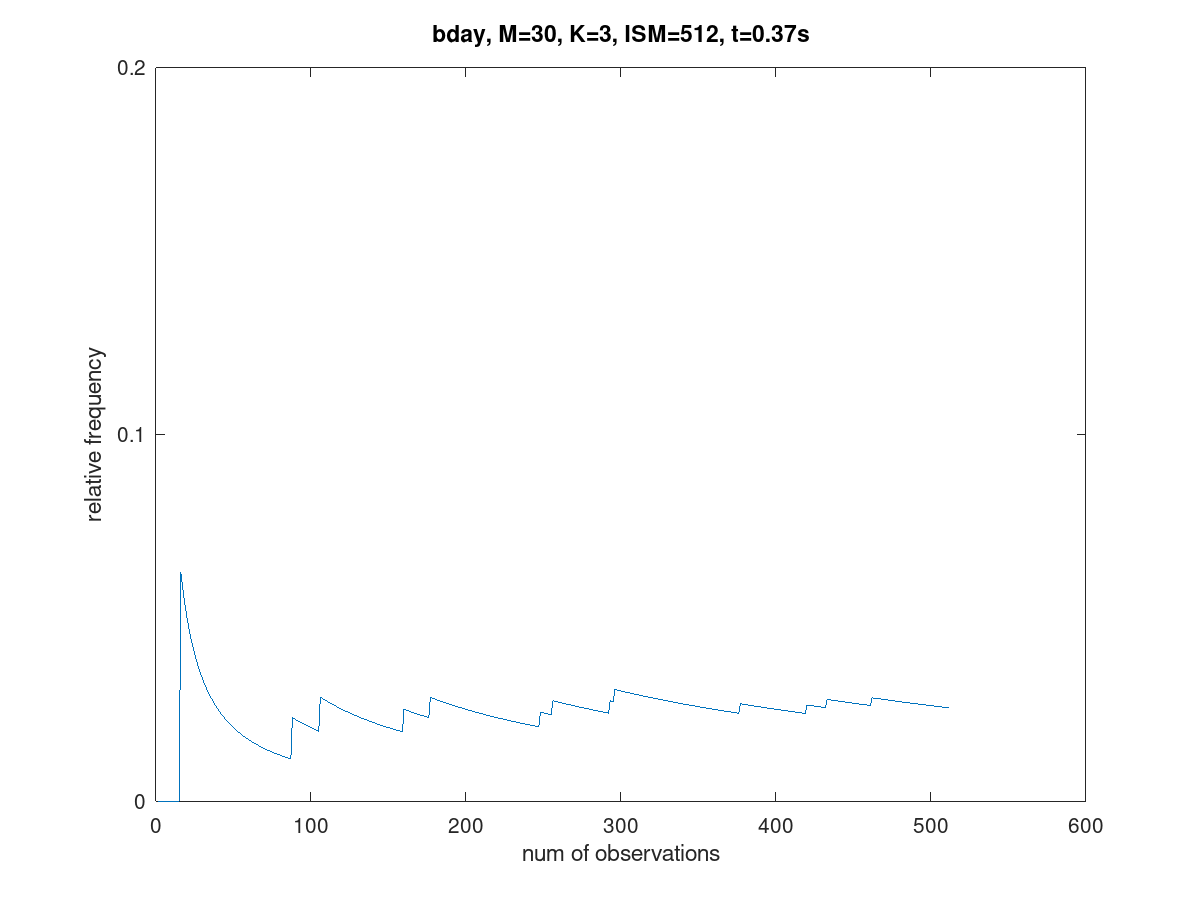 bday, M=30, K=3, ISM=512, t=0.37s
0.2
0.1
0
relative frequency
0 100 200 300 400 500 600
num of observations